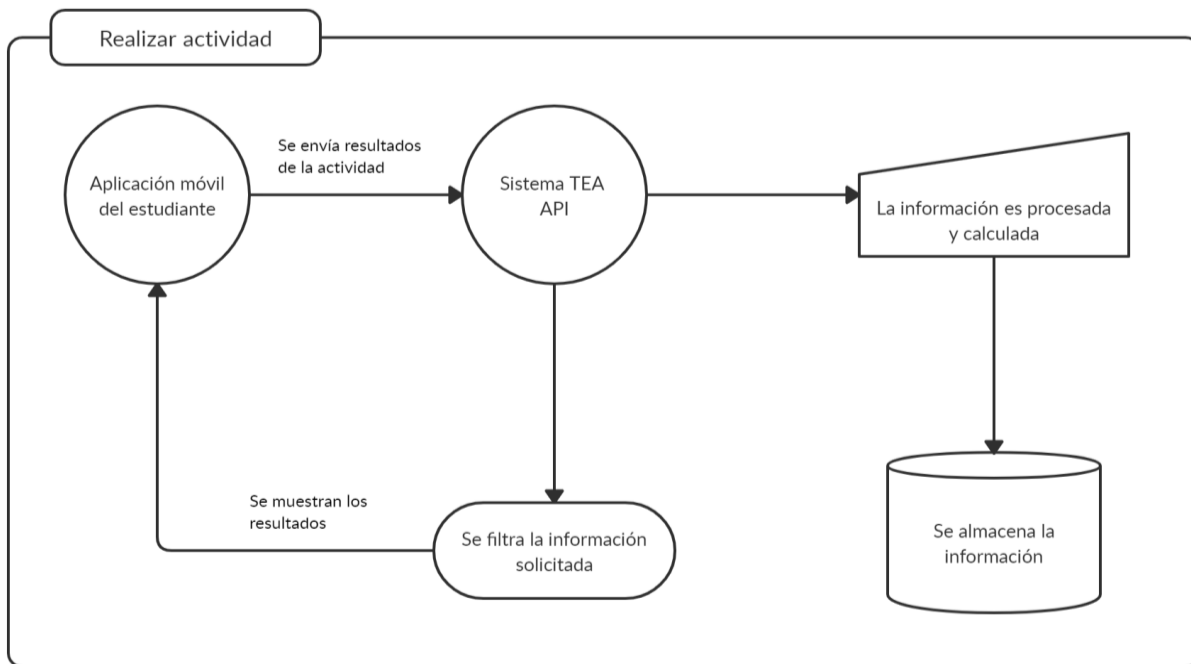 Realizar actividad
Aplicación móvil
del estudiante
Se envía resultados
de la actividad
Sistema TEA
API
La información es procesada
y calculada
Se muestran los
resultados
Se filtra la información
solicitada
Se almacena la
información